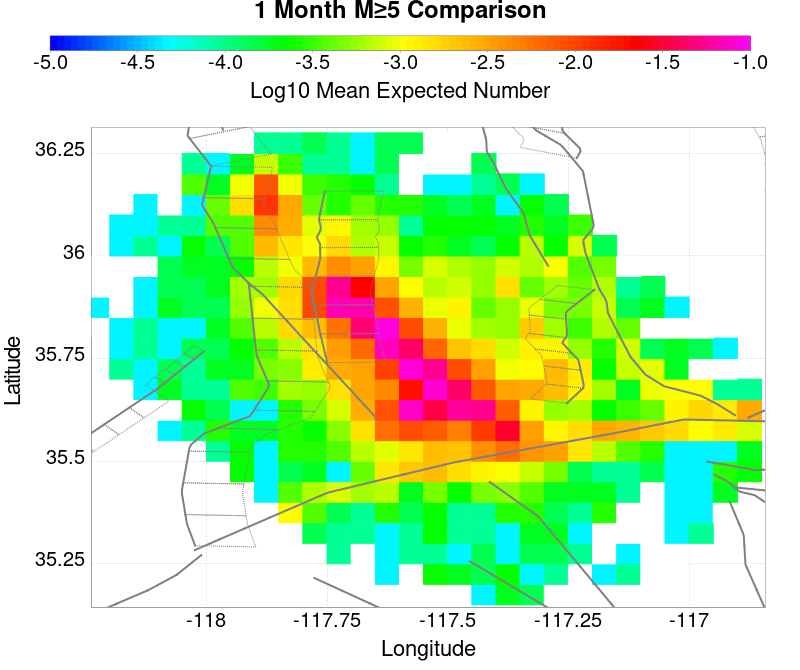 1 Month M≥5 Comparison
-5.0 -4.5 -4.0 -3.5 -3.0 -2.5 -2.0 -1.5 -1.0
Log10 Mean Expected Number
36.25
36
35.75
35.5
35.25
Latitude
-118 -117.75 -117.5 -117.25 -117
Longitude